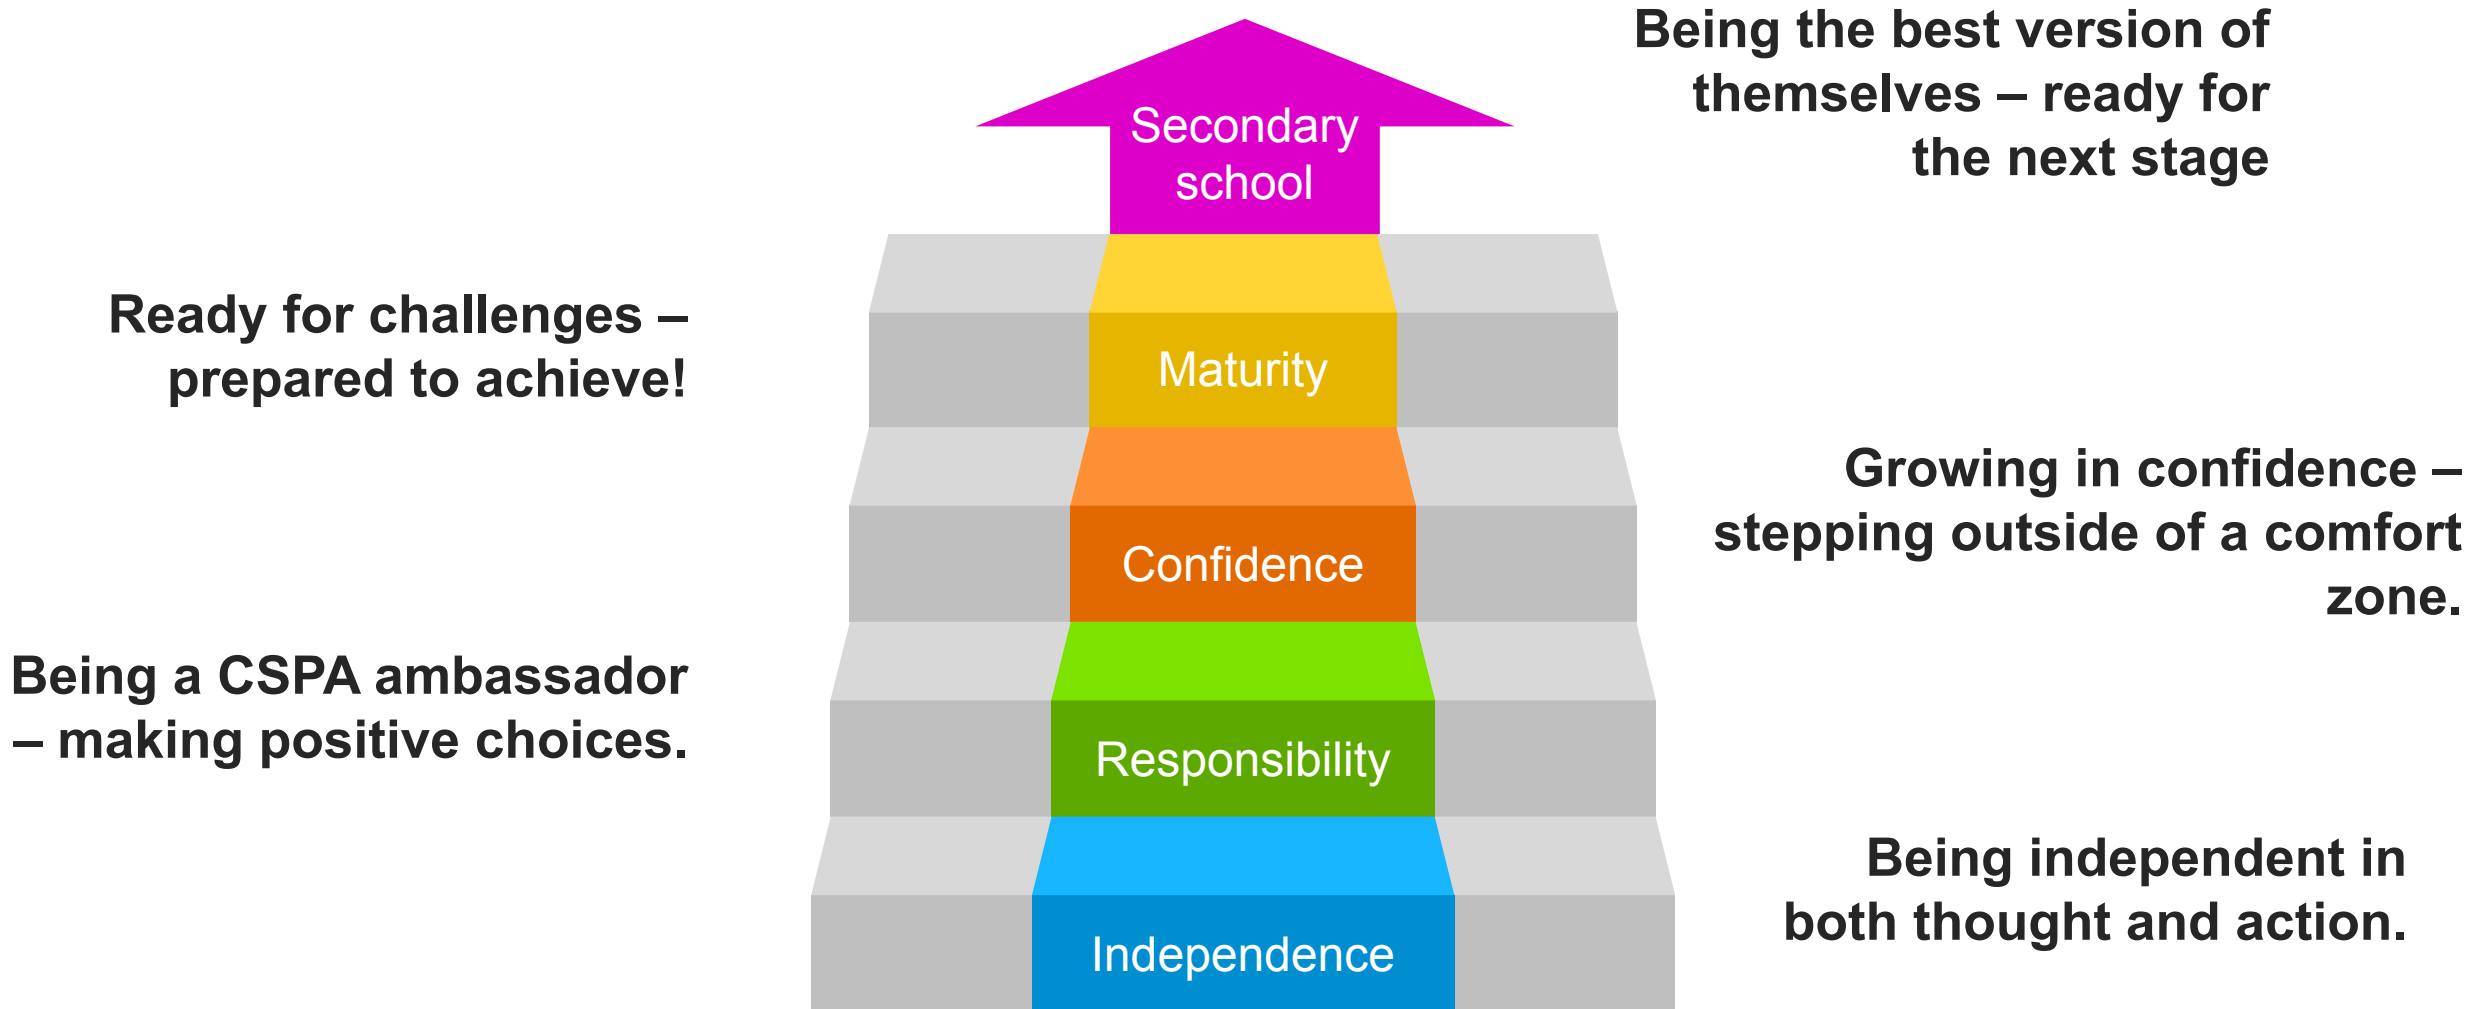 Being the best version of
themselves – ready for
the next stage
Secondary
school
Ready for challenges –
prepared to achieve!
Maturity
Growing in confidence –
stepping outside of a comfort
zone.
Confidence
Being a CSPA ambassador
– making positive choices.
Responsibility
Being independent in
both thought and action.
Independence